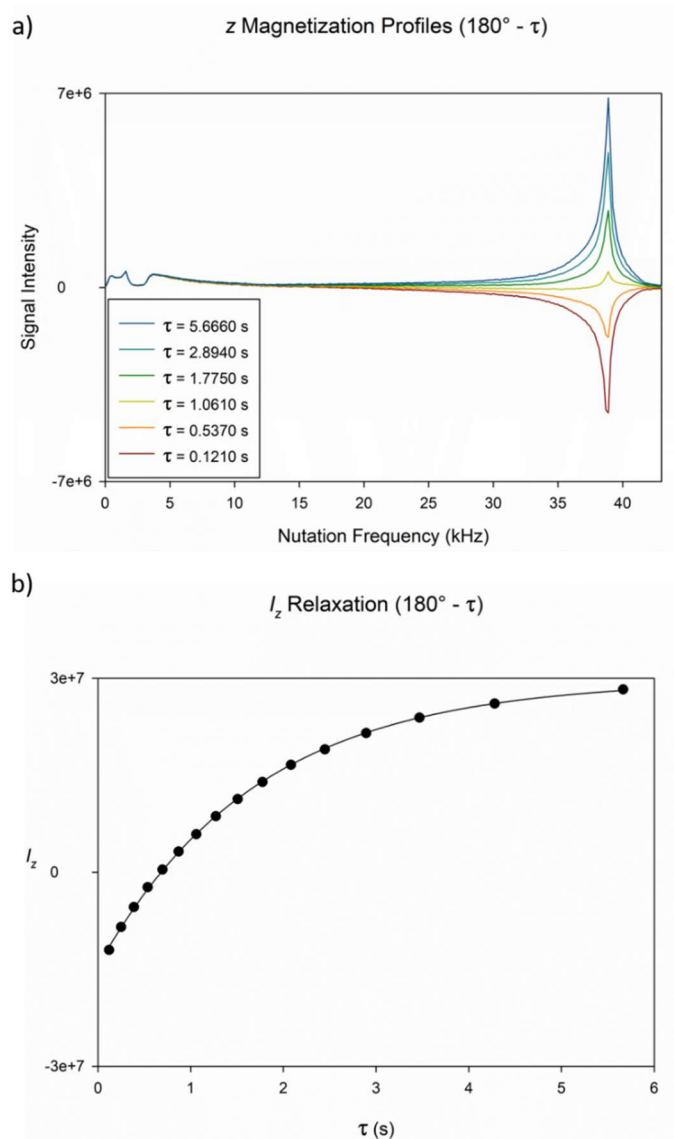 a)
z Magnetization Profiles (180° - τ)
7e+6
0
-7e+6
Signal Intensity
τ = 5.6660 s
τ = 2.8940 s
τ = 1.7750 s
τ = 1.0610 s
τ = 0.5370 s
τ = 0.1210 s
0 5 10 15 20 25 30 35 40
Nutation Frequency (kHz)
b)
Iz Relaxation (180° - τ)
3e+7
Iz
0
-3e+7
0 1 2 3 4 5 6
τ (s)